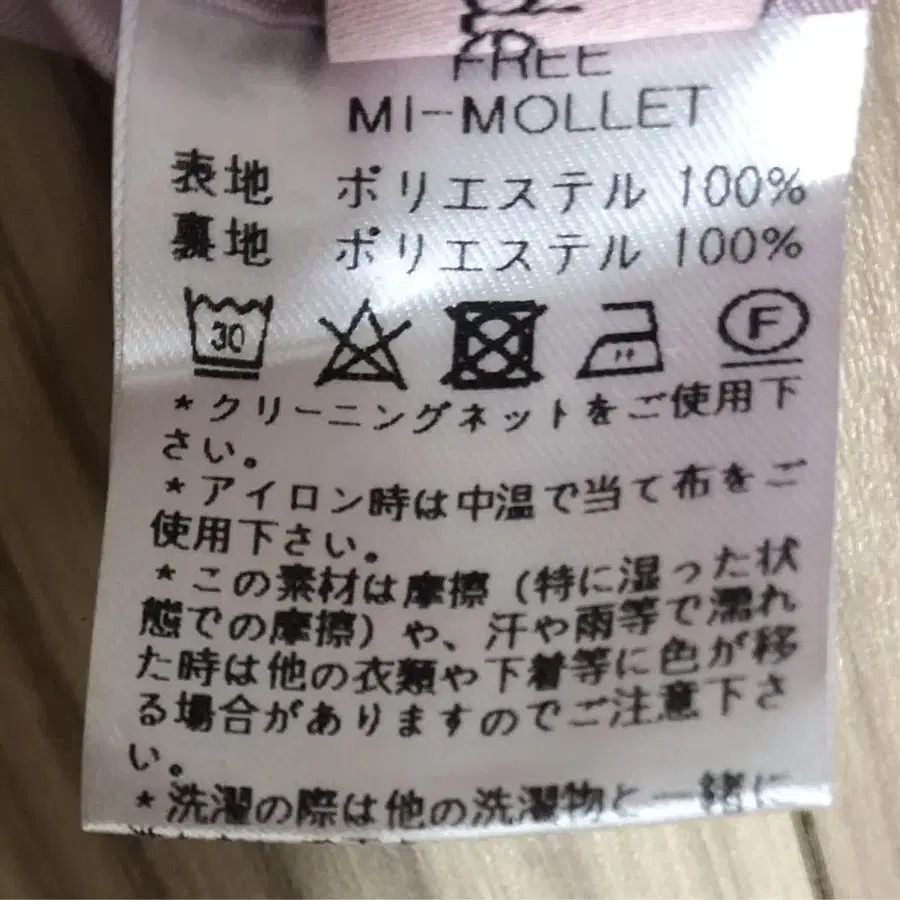 FREE
MI-MOLLET
表地 ポリエステル 100%
裏地 ポリエステル 100%
30 F
*クリーニングネットをご使用下
さい。
*アイロン時は中温で当て布をご
使用下さい。
*この素材は摩擦（特に湿った状
態での摩擦）や、汗や雨等で濡れ
た時は他の衣類や下着等に色が移
る場合がありますのでご注意下さ
い。
*洗濯の際は他の洗濯物と一緒に